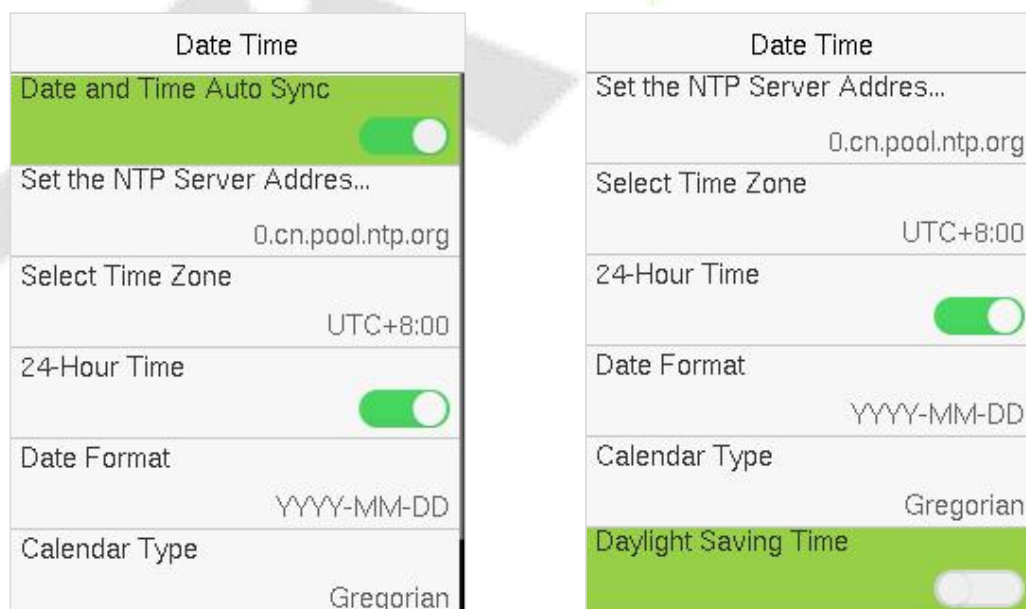 Date Time
Date and Time Auto Sync
Set the NTP Server Addres...
0.cn.pool.ntp.org
Select Time Zone
UTC+8:00
24-Hour Time
Date Format
YYYY-MM-DD
Calendar Type
Gregorian
Date Time
Set the NTP Server Addres...
0.cn.pool.ntp.org
Select Time Zone
UTC+8:00
24-Hour Time
Date Format
YYYY-MM-DD
Calendar Type
Gregorian
Daylight Saving Time